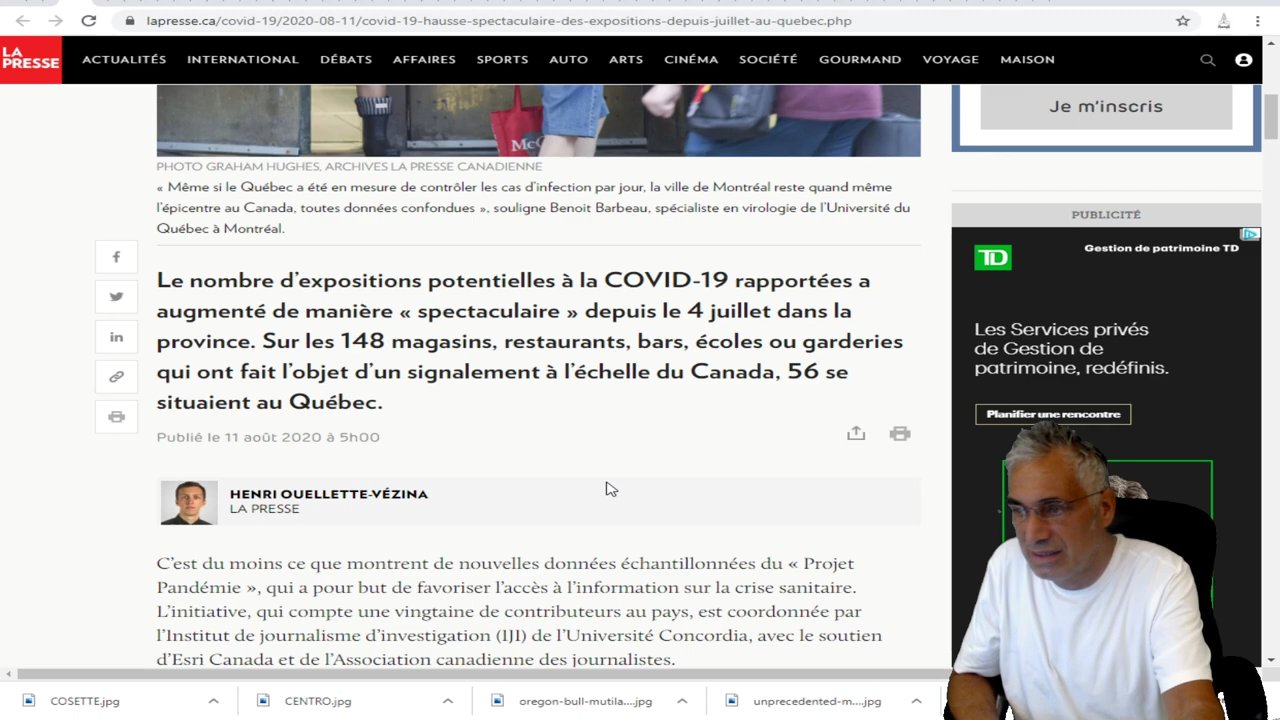 lapresse.ca/covid-19/2020-08-11/covid-19-hausse-spectaculaire-des-expositions-depuis-juillet-au-quebec.php
LA PRESSE
ACTUALITÉS INTERNATIONAL DÉBATS AFFAIRES SPORTS AUTO ARTS CINÉMA SOCIÉTÉ GOURMAND VOYAGE MAISON
McG
PHOTO GRAHAM HUGHES, ARCHIVES LA PRESSE CANADIENNE
« Même si le Québec a été en mesure de contrôler les cas d'infection par jour, la ville de Montréal reste quand même
l'épicentre au Canada, toutes données confondues », souligne Benoit Barbeau, spécialiste en virologie de l'Université du
Québec à Montréal.
Le nombre d'expositions potentielles à la COVID-19 rapportées a
augmenté de manière « spectaculaire » depuis le 4 juillet dans la
province. Sur les 148 magasins, restaurants, bars, écoles ou garderies
qui ont fait l'objet d'un signalement à l'échelle du Canada, 56 se
situaient au Québec.
Publié le 11 août 2020 à 5h00
HENRI OUELLETTE-VÉZINA
LA PRESSE
C'est du moins ce que montrent de nouvelles données échantillonnées du « Projet
Pandémie », qui a pour but de favoriser l'accès à l'information sur la crise sanitaire.
L'initiative, qui compte une vingtaine de contributeurs au pays, est coordonnée par
l'Institut de journalisme d'investigation (IJI) de l'Université Concordia, avec le soutien
d'Esri Canada et de l'Association canadienne des journalistes.
Je m'inscris
PUBLICITÉ
TD
Gestion de patrimoine TD
Les Services privés
de Gestion de
patrimoine, redéfinis.
Planifier une rencontre
COSETTE.jpg
CENTRO.jpg
oregon-bull-mutila....jpg
unprecedented-m....jpg